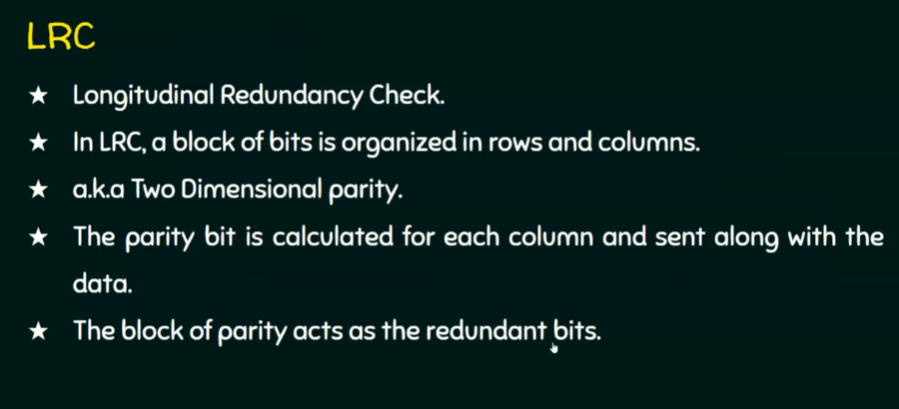 LRC
★ Longitudinal Redundancy Check.
★ In LRC, a block of bits is organized in rows and columns.
★ a.k.a Two Dimensional parity.
★ The parity bit is calculated for each column and sent along with the
data.
★ The block of parity acts as the redundant bits.